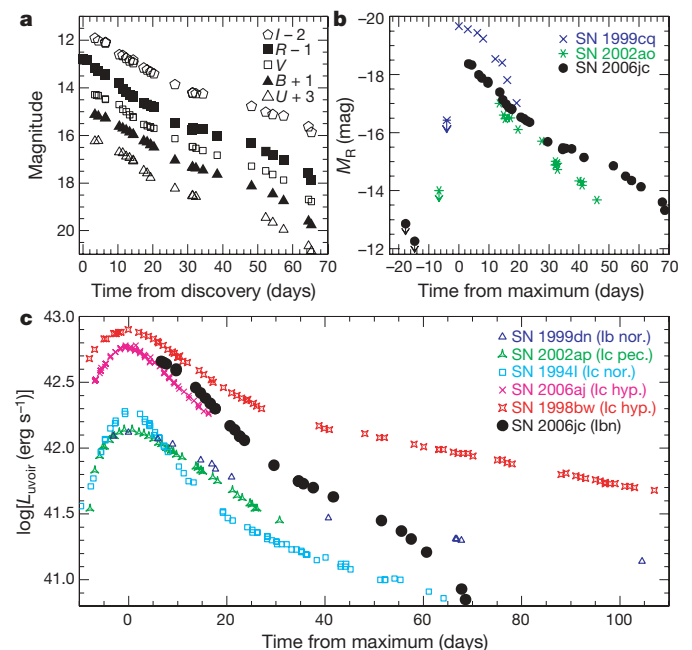 a
I – 2
R – 1
V
B + 1
U + 3
12
14
16
18
20
Magnitude
0 10 20 30 40 50 60 70
Time from discovery (days)
b
SN 1999cq
SN 2002ao
SN 2006jc
–20
–18
–16
–14
–12
M_R (mag)
–20 –10 0 10 20 30 40 50 60 70
Time from maximum (days)
c
SN 1999dn (Ib nor.)
SN 2002ap (Ic pec.)
SN 1994I (Ic nor.)
SN 2006aj (Ic hyp.)
SN 1998bw (Ic hyp.)
SN 2006jc (Ibn)
43.0
42.5
42.0
41.5
41.0
log[L_uvoir (erg s⁻¹)]
0 20 40 60 80 100
Time from maximum (days)